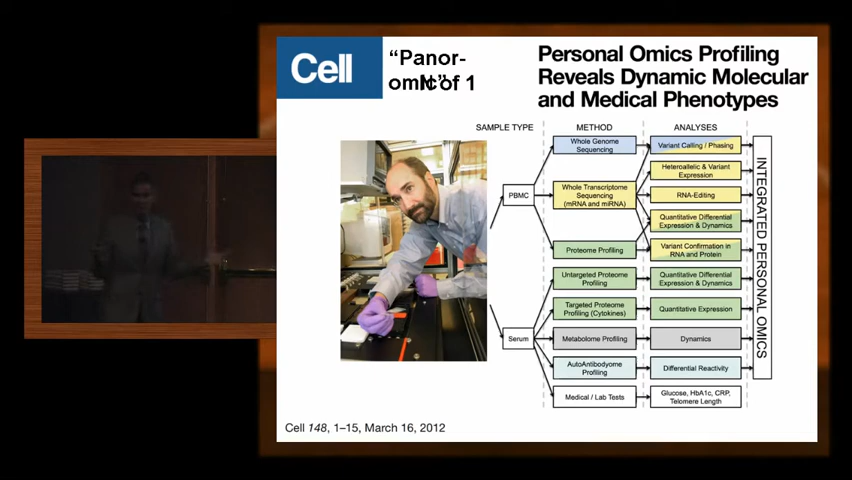 Cell
“Panor-
omic”
N of 1
Personal Omics Profiling
Reveals Dynamic Molecular
and Medical Phenotypes
SAMPLE TYPE
METHOD
ANALYSES
PBMC
Serum
Whole Genome
Sequencing
Whole Transcriptome
Sequencing
(mRNA and miRNA)
Proteome Profiling
Untargeted Proteome
Profiling
Targeted Proteome
Profiling (Cytokines)
Metabolome Profiling
AutoAntibodyome
Profiling
Medical / Lab Tests
Variant Calling / Phasing
Heteroallelic & Variant
Expression
RNA-Editing
Quantitative Differential
Expression & Dynamics
Variant Confirmation in
RNA and Protein
Quantitative Differential
Expression & Dynamics
Quantitative Expression
Dynamics
Differential Reactivity
Glucose, HbA1c, CRP,
Telomere Length
INTEGRATED PERSONAL OMICS
Cell 148, 1–15, March 16, 2012